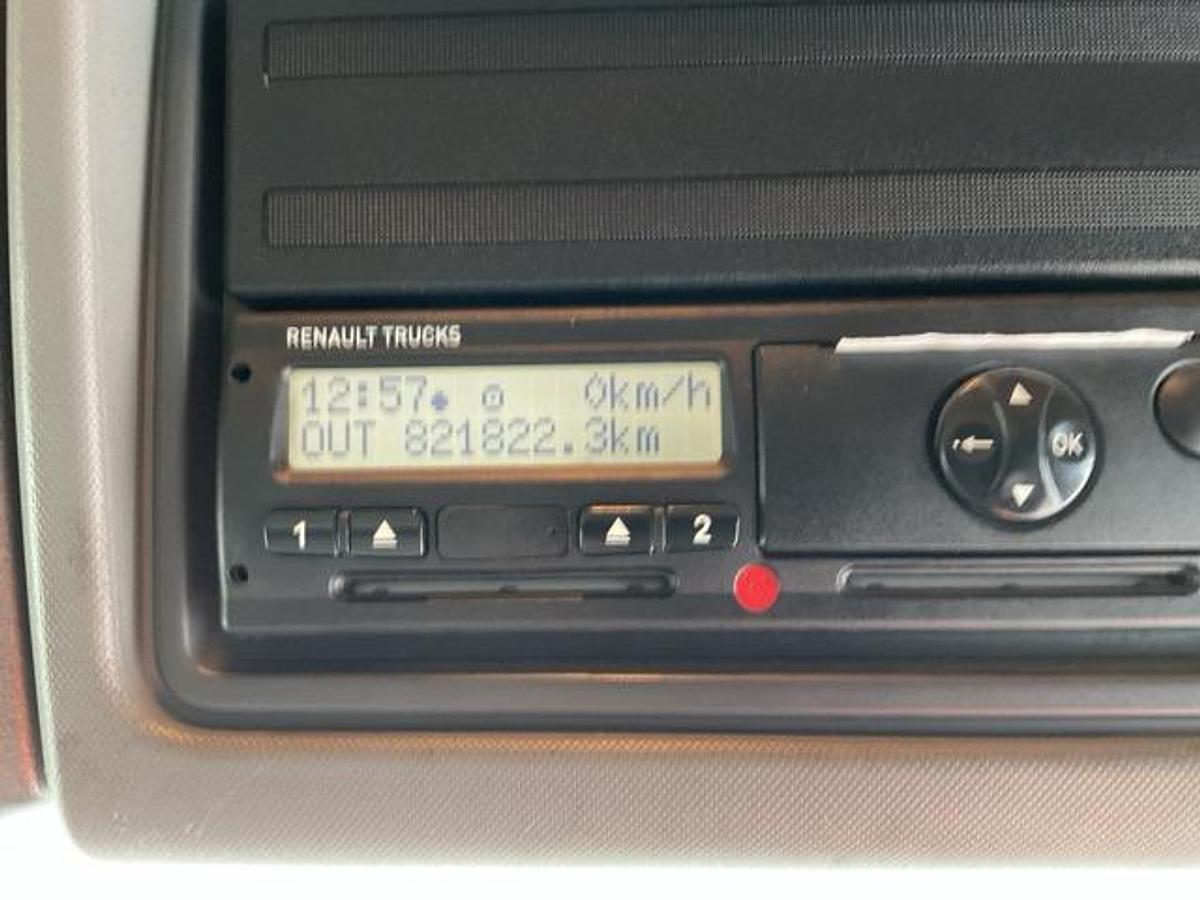 RENAULT TRUCKS
12:57 0km/h
OUT 821822.3km
OK
1 2